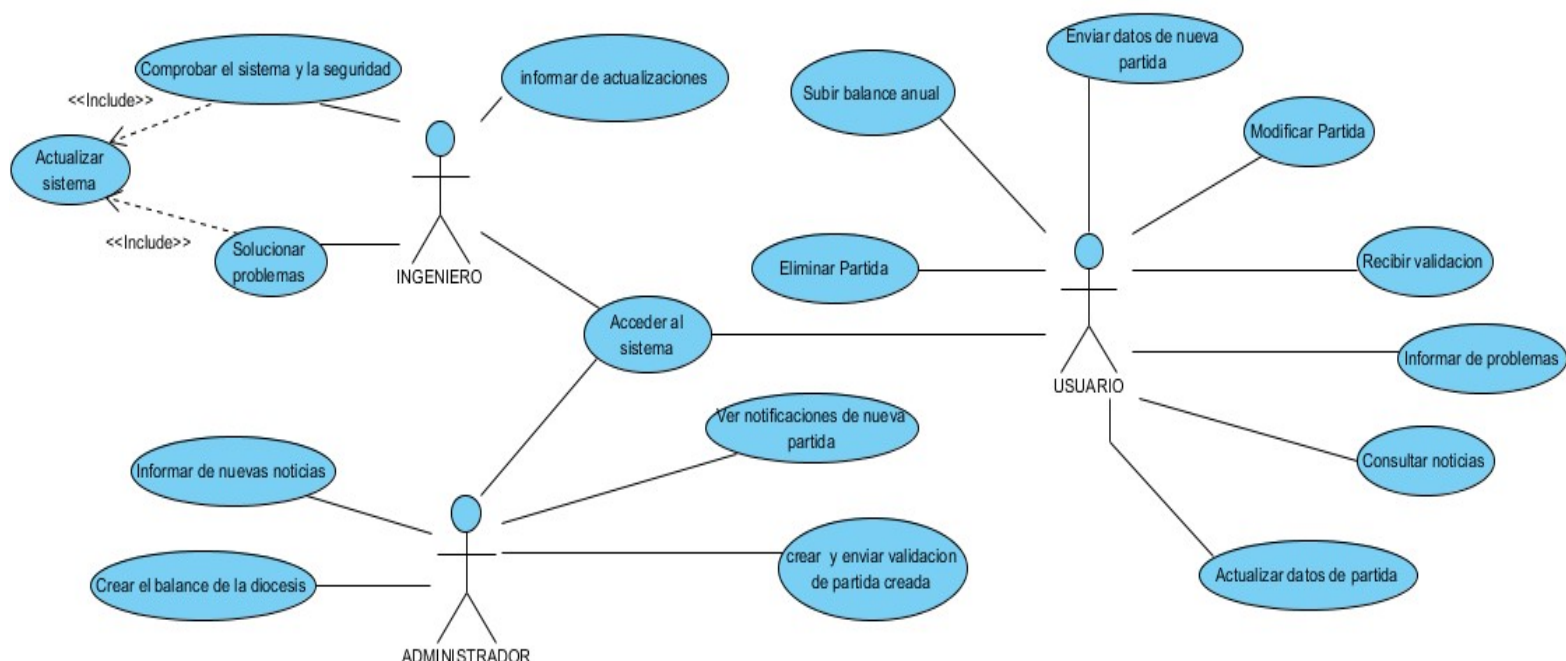 Enviar datos de nueva
partida
Comprobar el sistema y la seguridad
informar de actualizaciones
Subir balance anual
<<Include>>
Modificar Partida
Actualizar
sistema
<<Include>>
Solucionar
problemas
INGENIERO
Eliminar Partida
Recibir validacion
Acceder al
sistema
Informar de problemas
USUARIO
Ver notificaciones de nueva
partida
Informar de nuevas noticias
Consultar noticias
crear y enviar validacion
de partida creada
Crear el balance de la diocesis
Actualizar datos de partida
ADMINISTRADOR